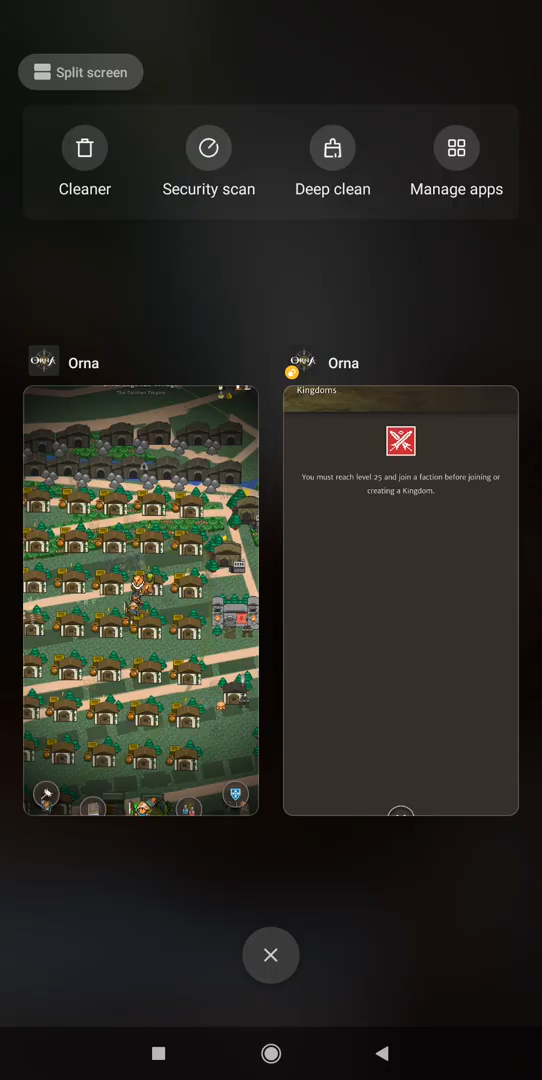 Split screen
Cleaner
Security scan
Deep clean
Manage apps
Orna
Orna
Kingdoms
You must reach level 25 and join a faction before joining or
creating a Kingdom.